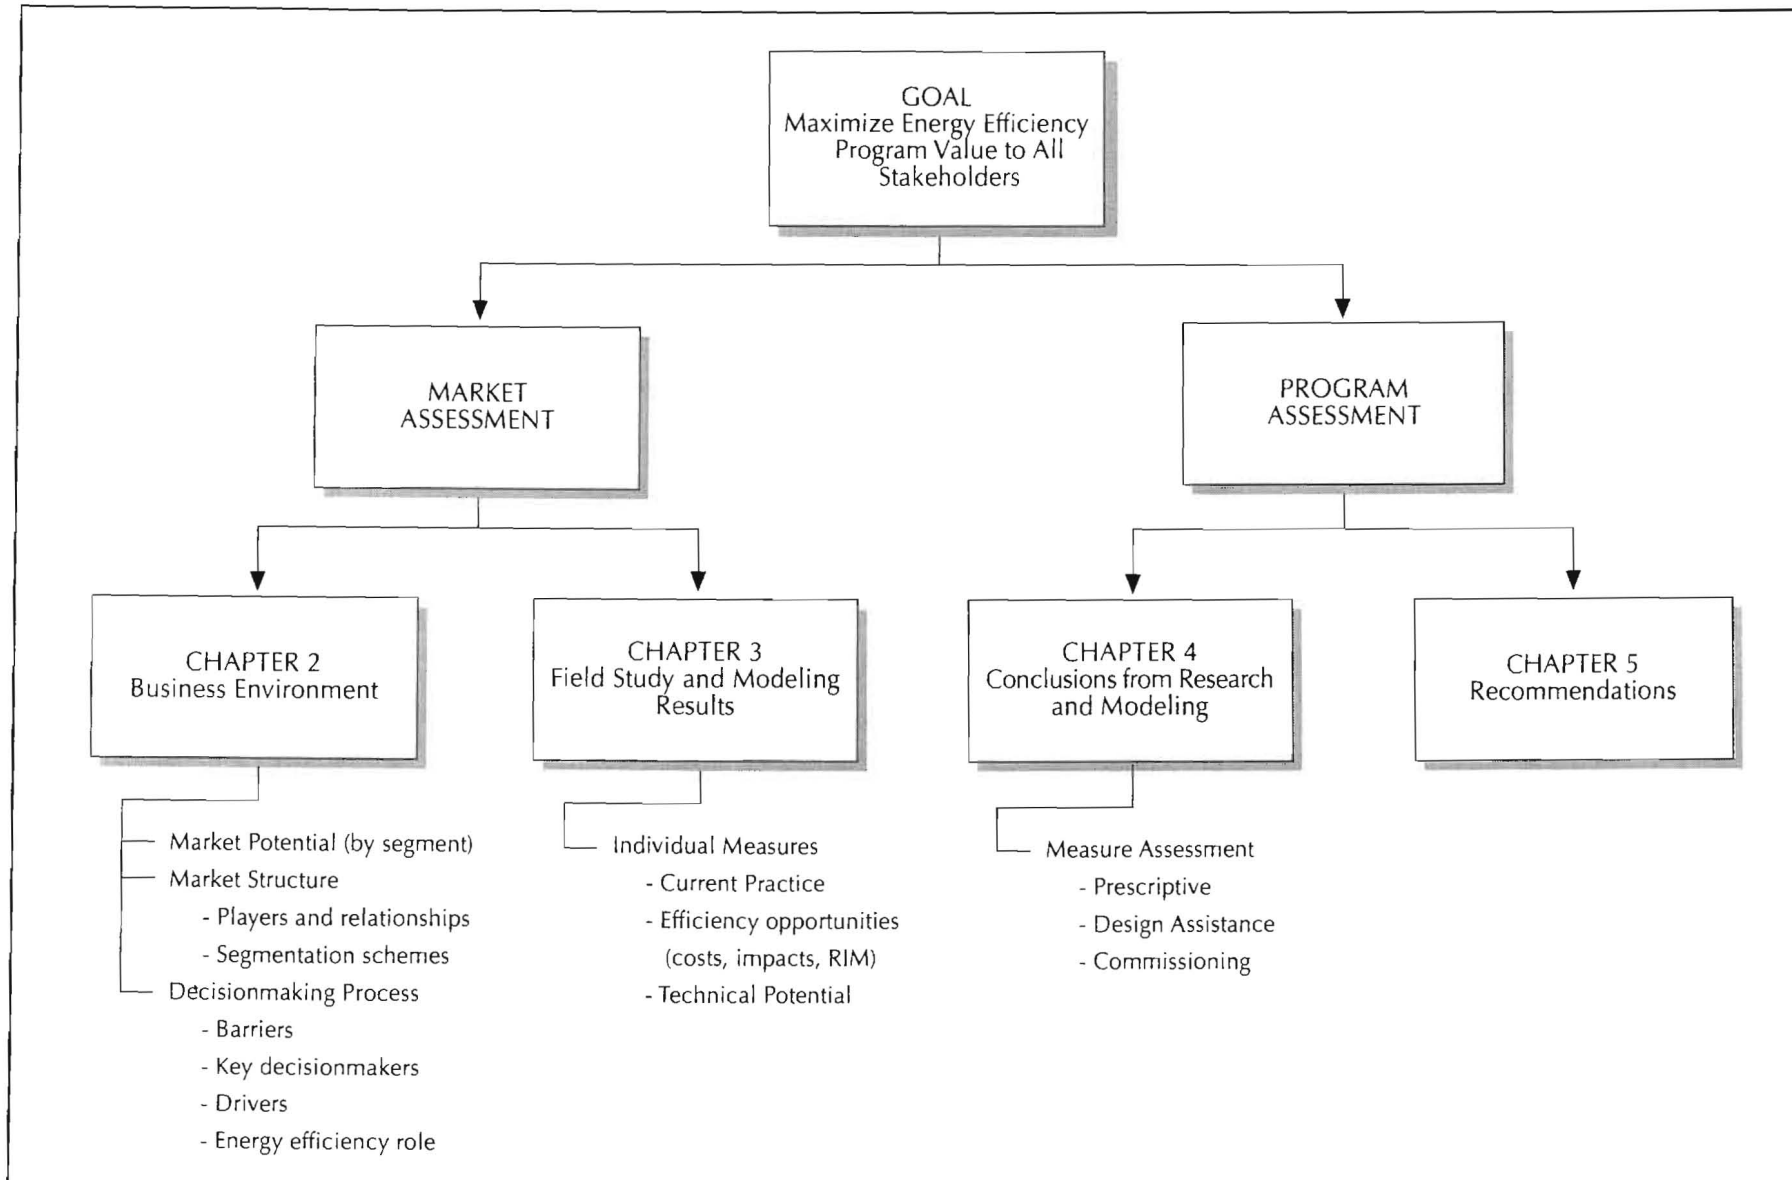 GOAL
Maximize Energy Efficiency
Program Value to All
Stakeholders
MARKET
ASSESSMENT
PROGRAM
ASSESSMENT
CHAPTER 2
Business Environment
CHAPTER 3
Field Study and Modeling
Results
CHAPTER 4
Conclusions from Research
and Modeling
CHAPTER 5
Recommendations
Market Potential (by segment)
Market Structure
- Players and relationships
- Segmentation schemes
Decisionmaking Process
- Barriers
- Key decisionmakers
- Drivers
- Energy efficiency role
Individual Measures
- Current Practice
- Efficiency opportunities
(costs, impacts, RIM)
- Technical Potential
Measure Assessment
- Prescriptive
- Design Assistance
- Commissioning